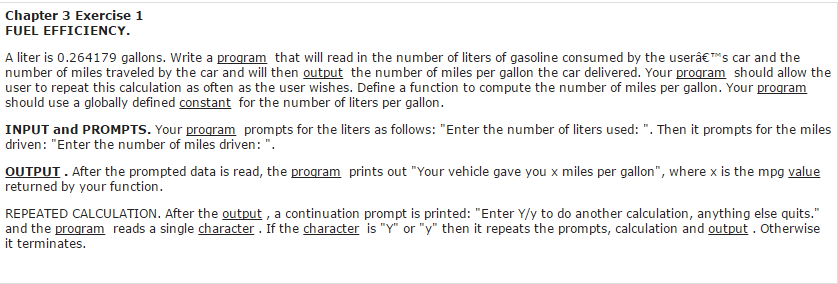 Chapter 3 Exercise 1
FUEL EFFICIENCY.
A liter is 0.264179 gallons. Write a program that will read in the number of liters of gasoline consumed by the userâ€™s car and the
number of miles traveled by the car and will then output the number of miles per gallon the car delivered. Your program should allow the
user to repeat this calculation as often as the user wishes. Define a function to compute the number of miles per gallon. Your program
should use a globally defined constant for the number of liters per gallon.
INPUT and PROMPTS. Your program prompts for the liters as follows: "Enter the number of liters used: ". Then it prompts for the miles
driven: "Enter the number of miles driven: ".
OUTPUT . After the prompted data is read, the program prints out "Your vehicle gave you x miles per gallon", where x is the mpg value
returned by your function.
REPEATED CALCULATION. After the output , a continuation prompt is printed: "Enter Y/y to do another calculation, anything else quits."
and the program reads a single character . If the character is "Y" or "y" then it repeats the prompts, calculation and output . Otherwise
it terminates.